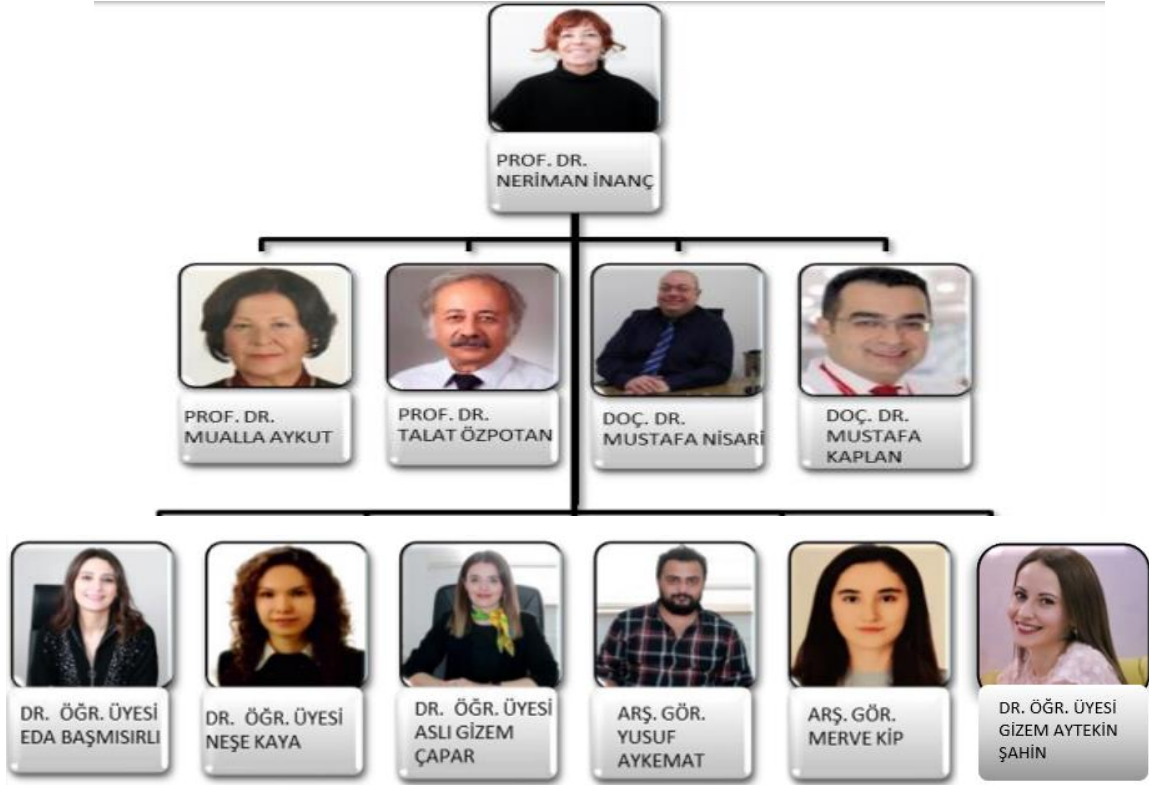 PROF. DR.
NERİMAN İNANÇ
PROF. DR.
MUALLA AYKUT
PROF. DR.
TALAT ÖZPOTAN
DOÇ. DR.
MUSTAFA NİSARİ
DOÇ. DR.
MUSTAFA
KAPLAN
DR. ÖĞR. ÜYESİ
EDA BAŞMISIRLI
DR. ÖĞR. ÜYESİ
NEŞE KAYA
DR. ÖĞR. ÜYESİ
ASLI GİZEM
ÇAPAR
ARŞ. GÖR.
YUSUF
AYKEMAT
ARŞ. GÖR.
MERVE KİP
DR. ÖĞR. ÜYESİ
GİZEM AYTEKİN
ŞAHİN